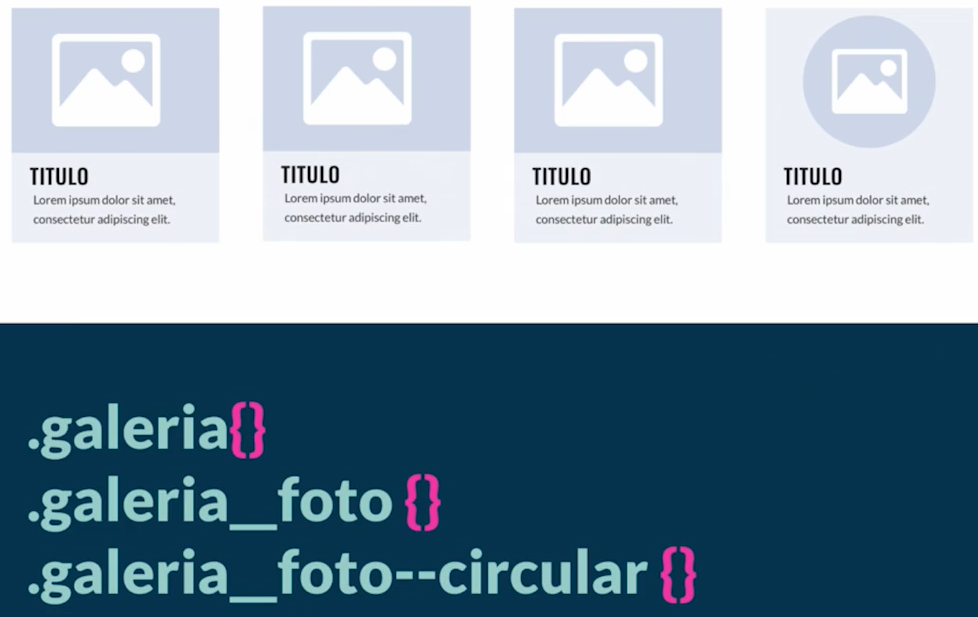 TITULO
Lorem ipsum dolor sit amet,
consectetur adipiscing elit.
TITULO
Lorem ipsum dolor sit amet,
consectetur adipiscing elit.
TITULO
Lorem ipsum dolor sit amet,
consectetur adipiscing elit.
TITULO
Lorem ipsum dolor sit amet,
consectetur adipiscing elit.
.galeria{}
.galeria__foto {}
.galeria__foto--circular {}